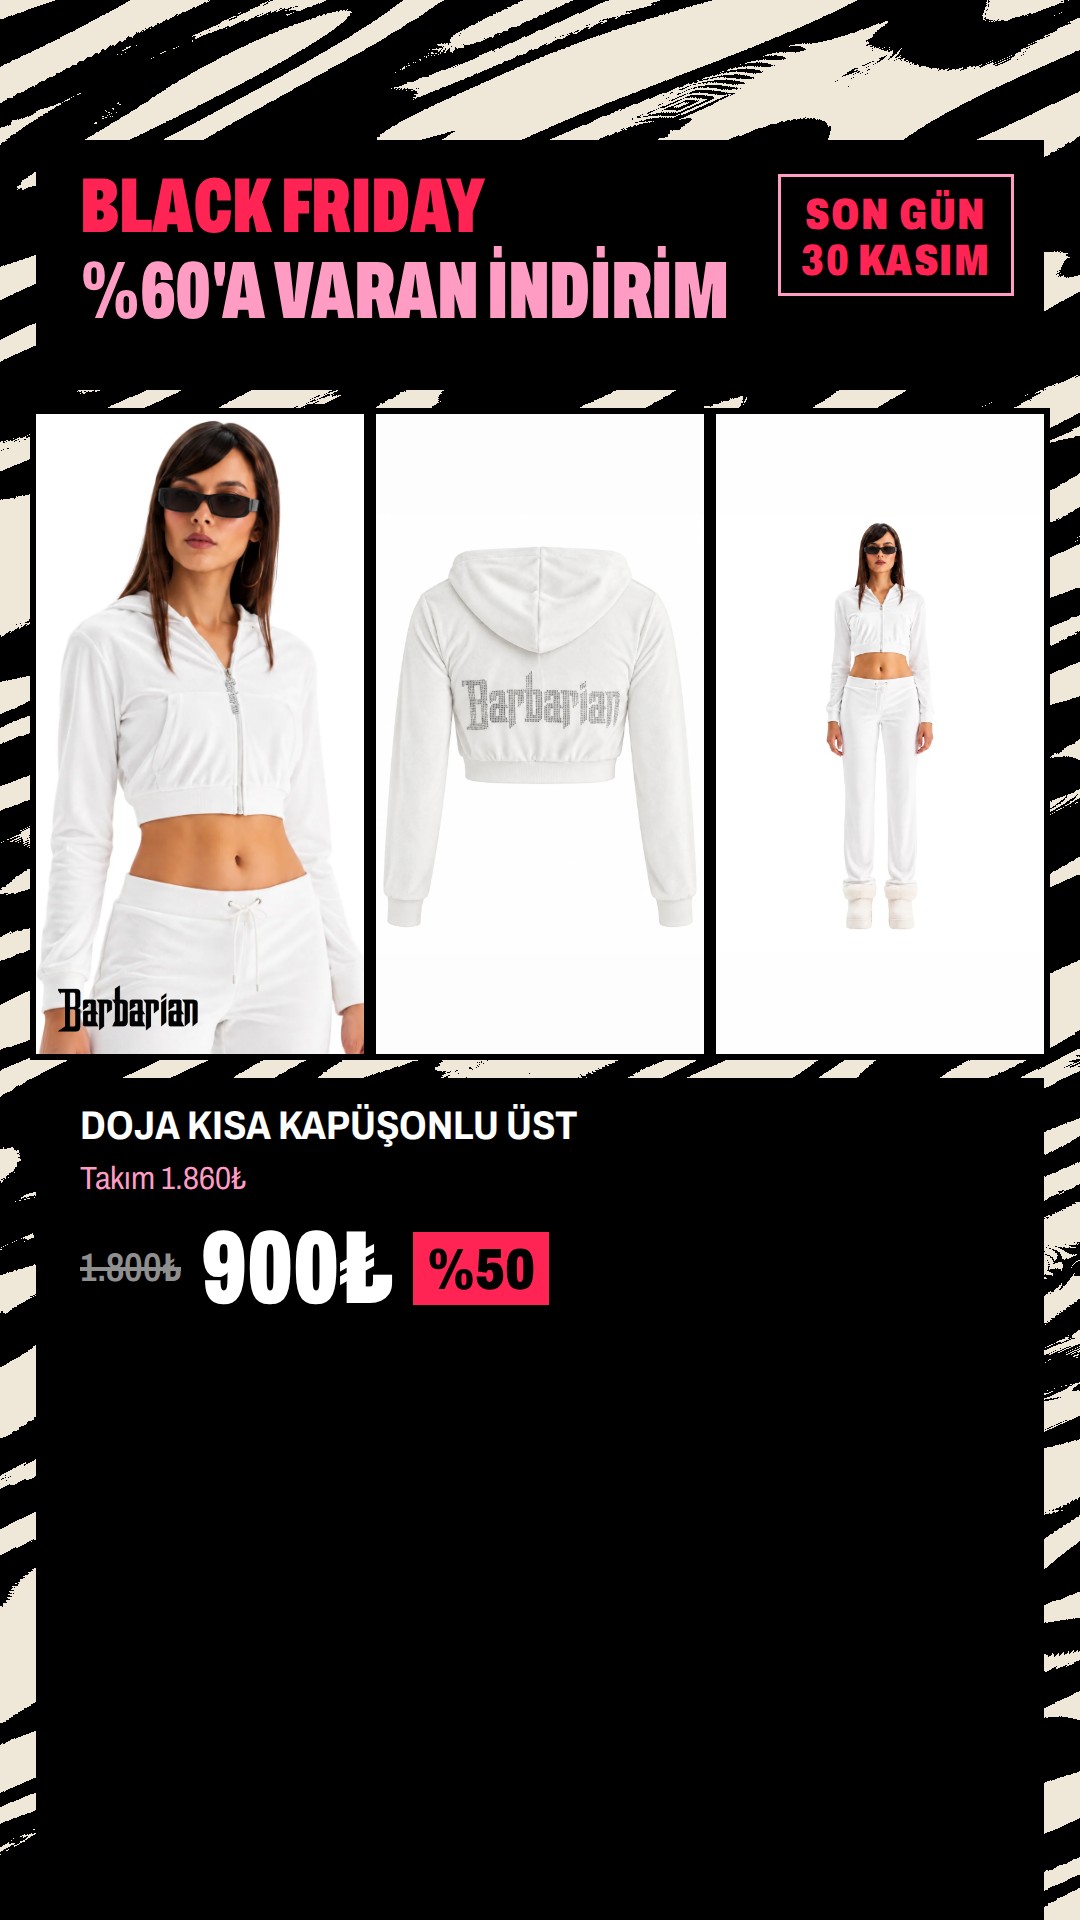 BLACK FRIDAY
%60'A VARAN İNDİRİM
SON GÜN
30 KASIM
Barbarian
Barbarian
DOJA KISA KAPÜŞONLU ÜST
Takım 1.860₺
1.800₺ 900₺ %50